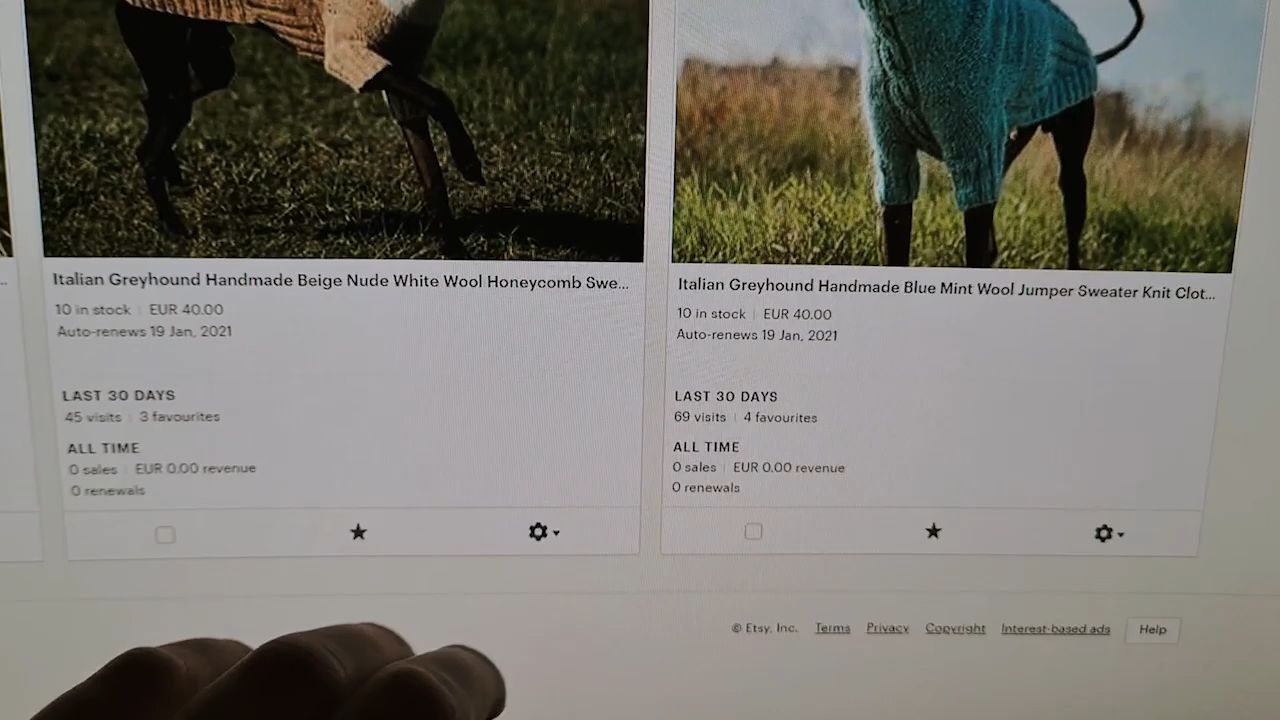 Italian Greyhound Handmade Beige Nude White Wool Honeycomb Swe...
10 in stock | EUR 40.00
Auto-renews 19 Jan, 2021
LAST 30 DAYS
45 visits | 3 favourites
ALL TIME
0 sales | EUR 0.00 revenue
0 renewals
Italian Greyhound Handmade Blue Mint Wool Jumper Sweater Knit Clot...
10 in stock | EUR 40.00
Auto-renews 19 Jan, 2021
LAST 30 DAYS
69 visits | 4 favourites
ALL TIME
0 sales | EUR 0.00 revenue
0 renewals
© Etsy, Inc. Terms Privacy Copyright Interest-based ads Help